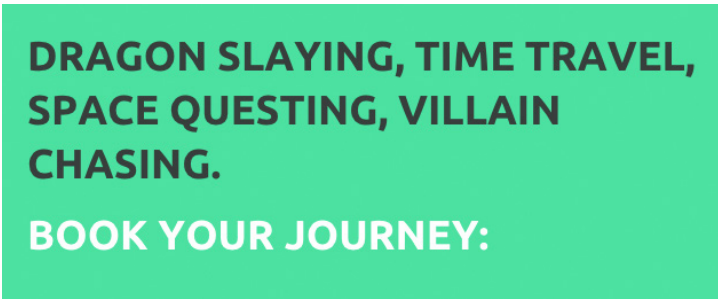 DRAGON SLAYING, TIME TRAVEL,
SPACE QUESTING, VILLAIN
CHASING.
BOOK YOUR JOURNEY: